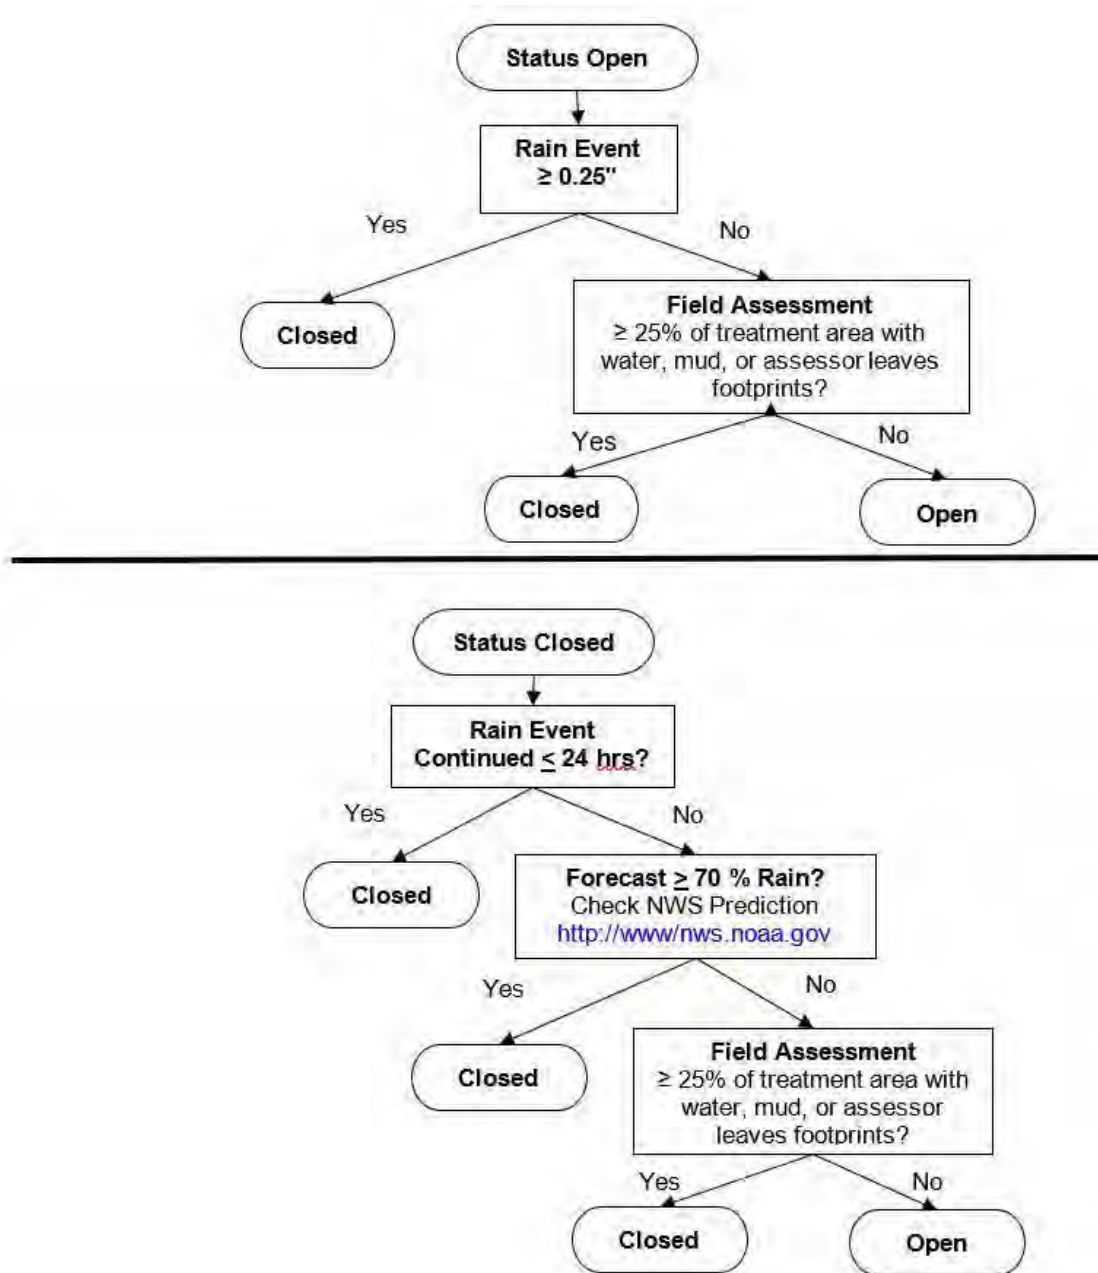 Status Open
Rain Event
≥ 0.25"
Yes
No
Closed
Field Assessment
≥ 25% of treatment area with
water, mud, or assessor leaves
footprints?
Yes
No
Closed
Open
Status Closed
Rain Event
Continued ≤ 24 hrs?
Yes
No
Closed
Forecast ≥ 70 % Rain?
Check NWS Prediction
http://www/nws.noaa.gov
Yes
No
Closed
Field Assessment
≥ 25% of treatment area with
water, mud, or assessor
leaves footprints?
Yes
No
Closed
Open